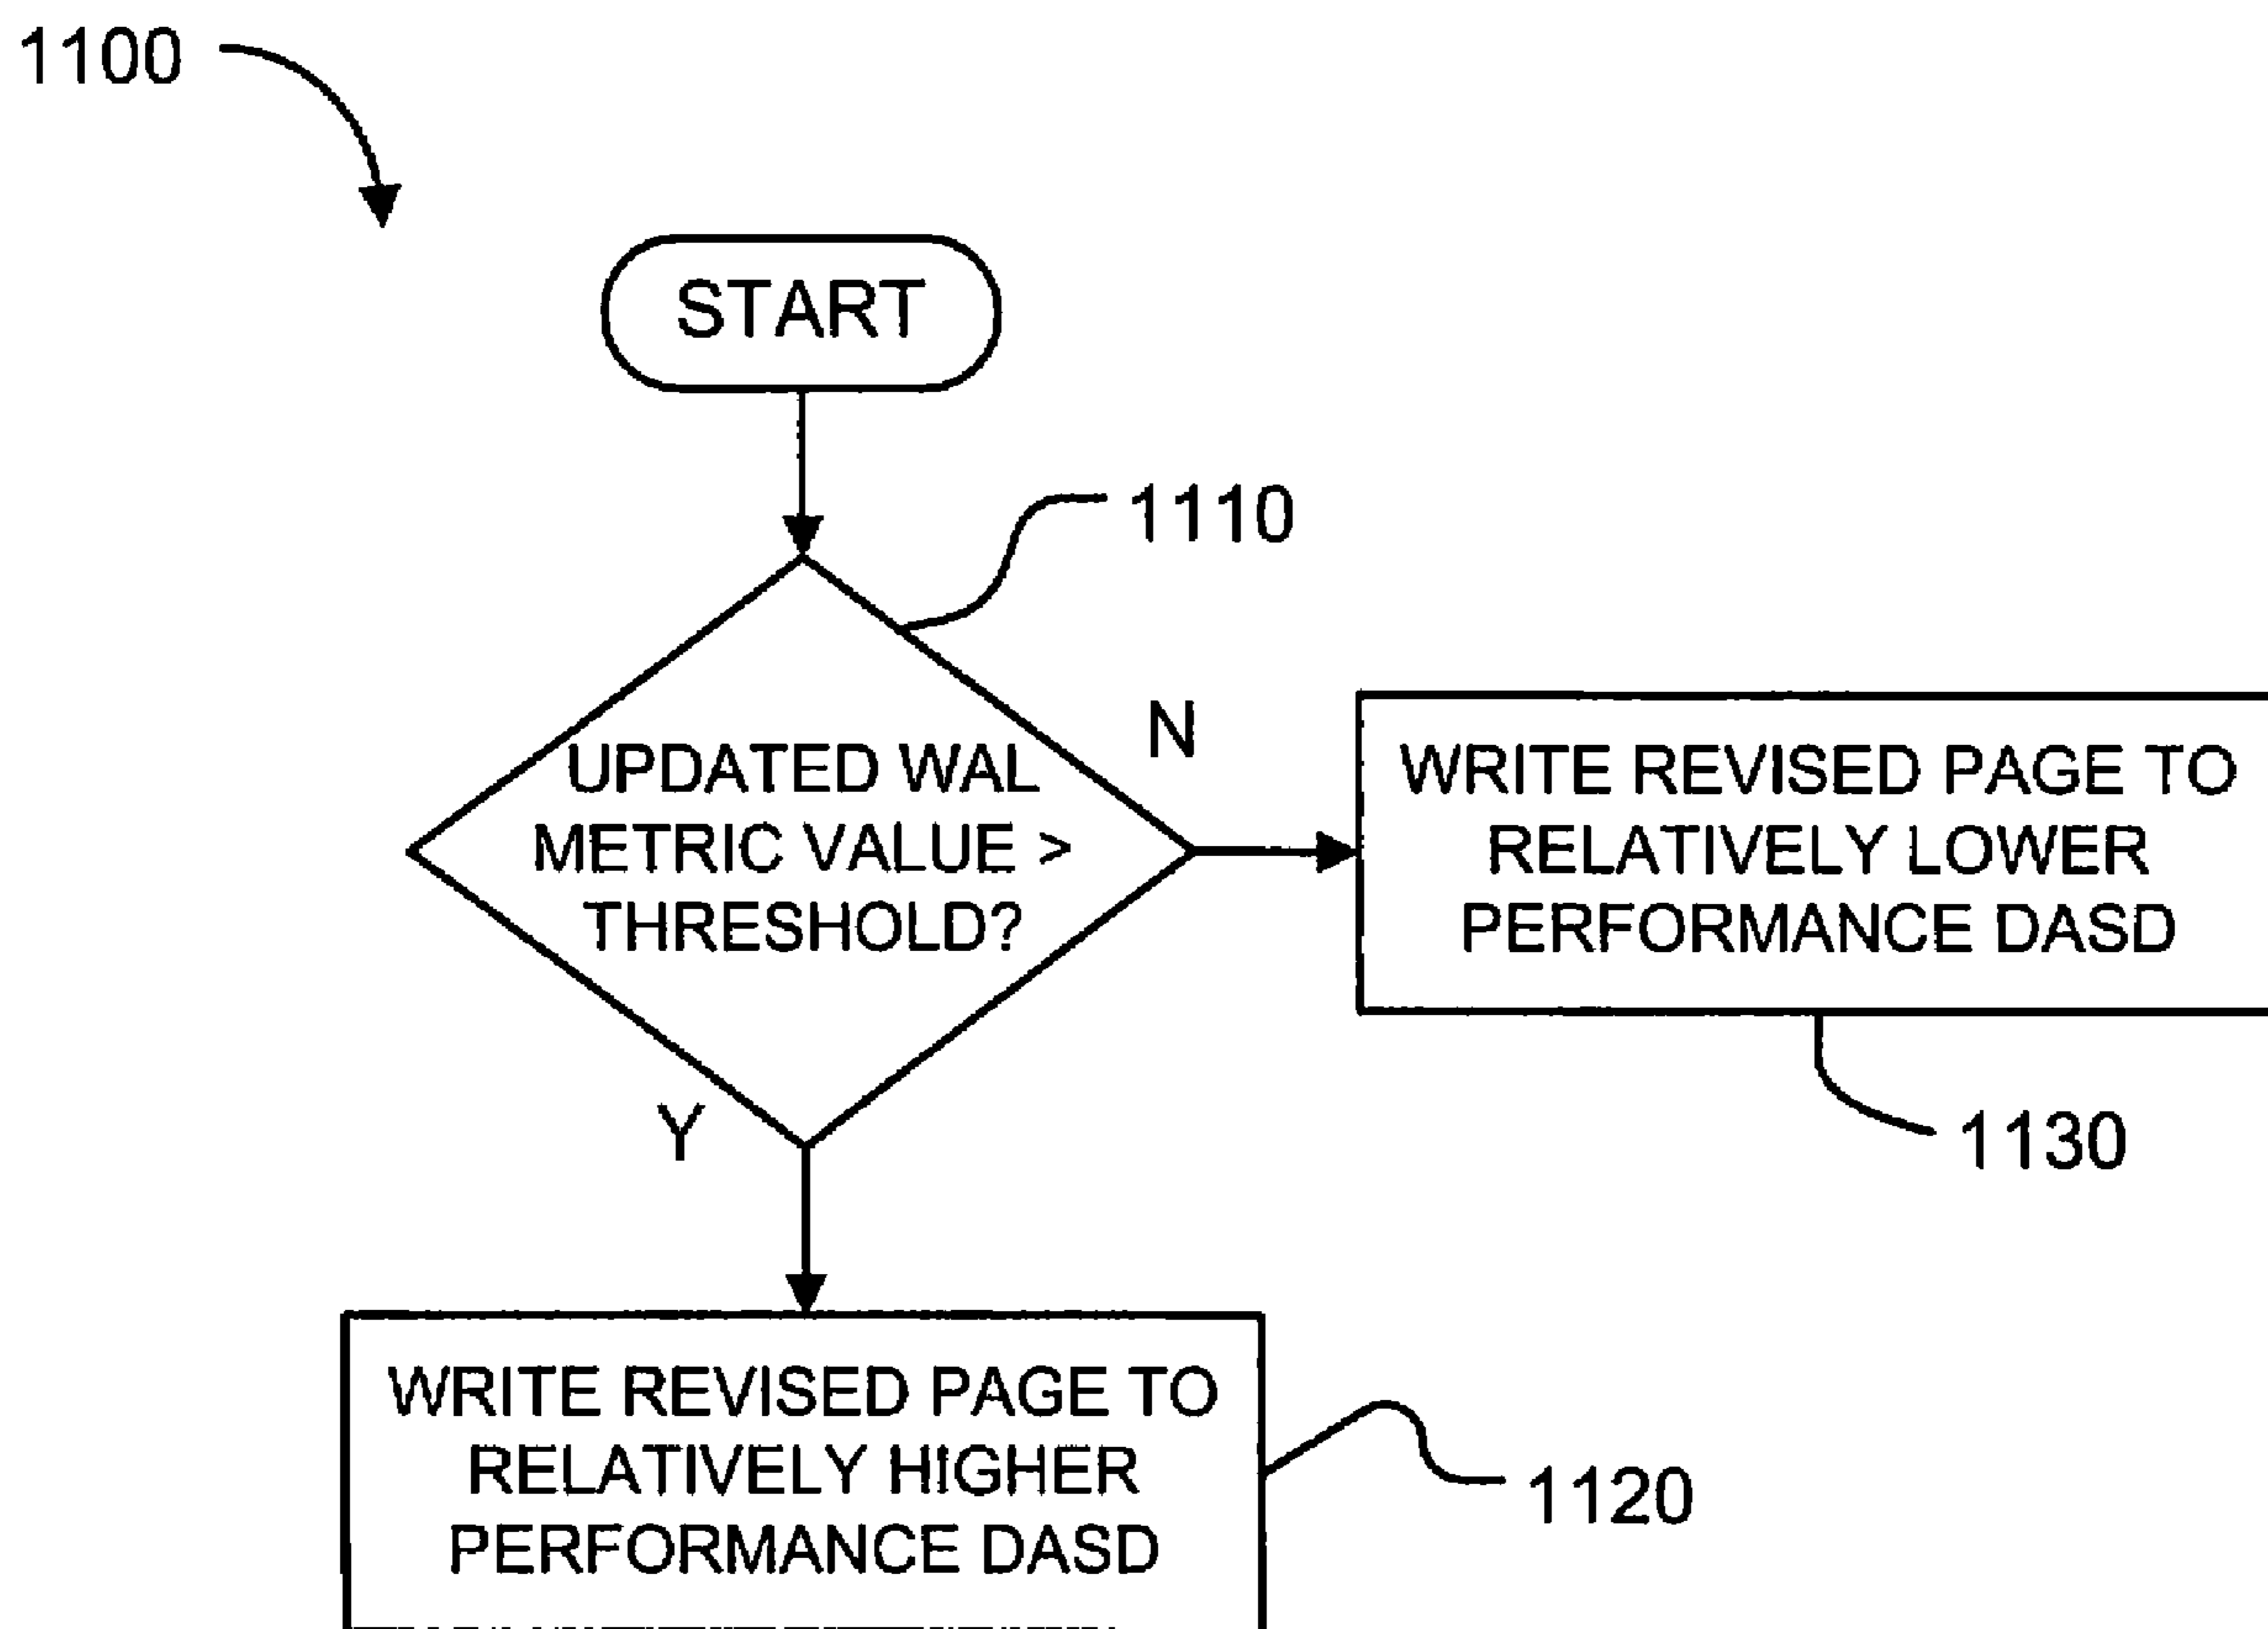 1100
START
1110
N
UPDATED WAL
METRIC VALUE >
THRESHOLD?
WRITE REVISED PAGE TO
RELATIVELY LOWER
PERFORMANCE DASD
Y
1130
WRITE REVISED PAGE TO
RELATIVELY HIGHER
PERFORMANCE DASD
1120